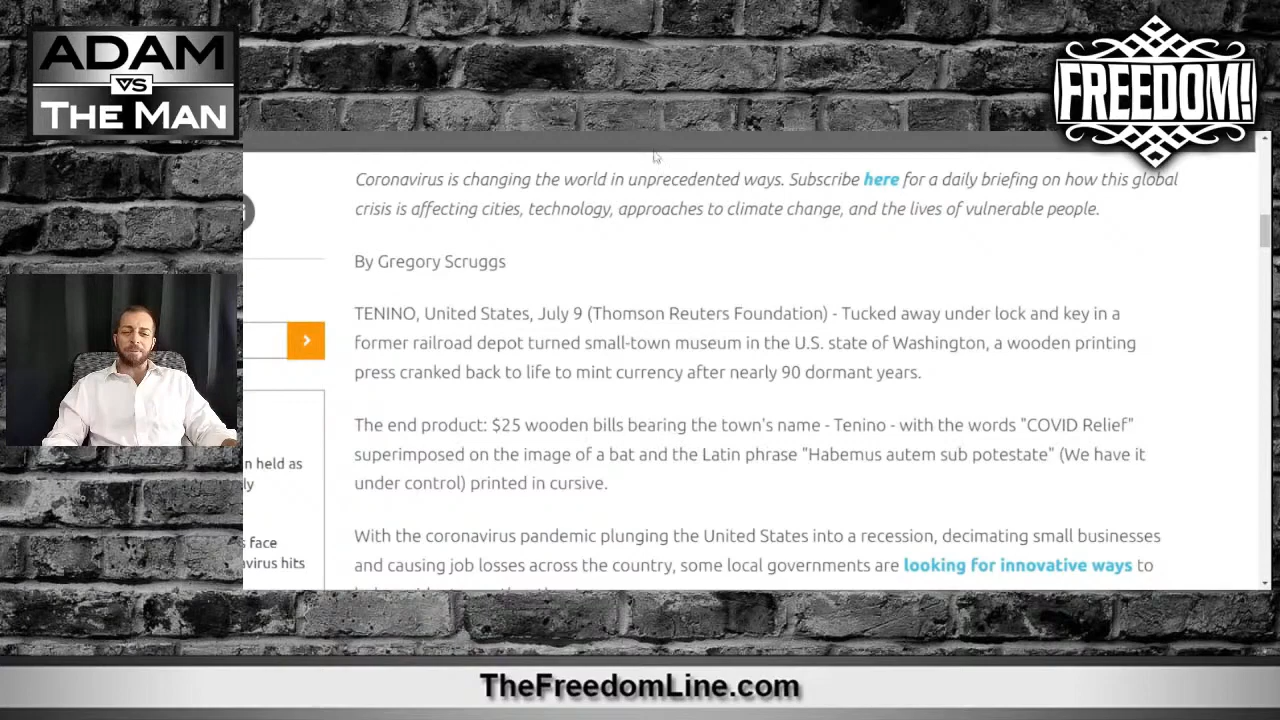 ADAM
VS
THE MAN
FREEDOM!
Coronavirus is changing the world in unprecedented ways. Subscribe here for a daily briefing on how this global
crisis is affecting cities, technology, approaches to climate change, and the lives of vulnerable people.
By Gregory Scruggs
TENINO, United States, July 9 (Thomson Reuters Foundation) - Tucked away under lock and key in a
former railroad depot turned small-town museum in the U.S. state of Washington, a wooden printing
press cranked back to life to mint currency after nearly 90 dormant years.
The end product: $25 wooden bills bearing the town's name - Tenino - with the words "COVID Relief"
superimposed on the image of a bat and the Latin phrase "Habemus autem sub potestate" (We have it
under control) printed in cursive.
With the coronavirus pandemic plunging the United States into a recession, decimating small businesses
and causing job losses across the country, some local governments are looking for innovative ways to
n held as
ly
s face
avirus hits
TheFreedomLine.com